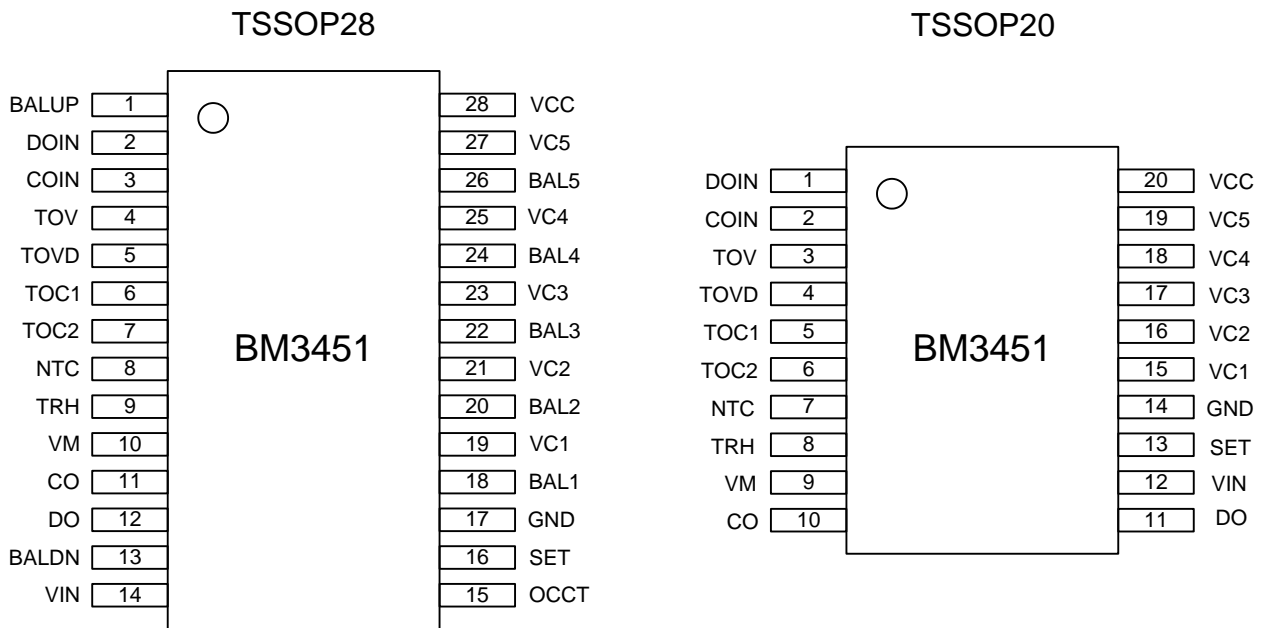 TSSOP28
BALUP 1 28 VCC
DOIN 2 27 VC5
COIN 3 26 BAL5
TOV 4 25 VC4
TOVD 5 24 BAL4
TOC1 6 23 VC3
TOC2 7 22 BAL3
NTC 8 21 VC2
TRH 9 20 BAL2
VM 10 19 VC1
CO 11 18 BAL1
DO 12 17 GND
BALDN 13 16 SET
VIN 14 15 OCCT
BM3451
TSSOP20
DOIN 1 20 VCC
COIN 2 19 VC5
TOV 3 18 VC4
TOVD 4 17 VC3
TOC1 5 16 VC2
TOC2 6 15 VC1
NTC 7 14 GND
TRH 8 13 SET
VM 9 12 VIN
CO 10 11 DO
BM3451